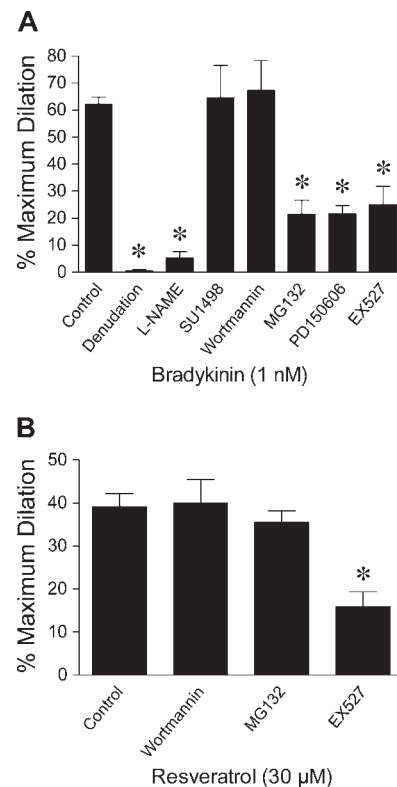 A
% Maximum Dilation
80
70
60
50
40
30
20
10
0
*
*
*
*
*
Control
Denudation
L-NAME
SU1498
Wortmannin
MG132
PD150606
EX527
Bradykinin (1 nM)
B
% Maximum Dilation
50
40
30
20
10
0
*
Control
Wortmannin
MG132
EX527
Resveratrol (30 µM)